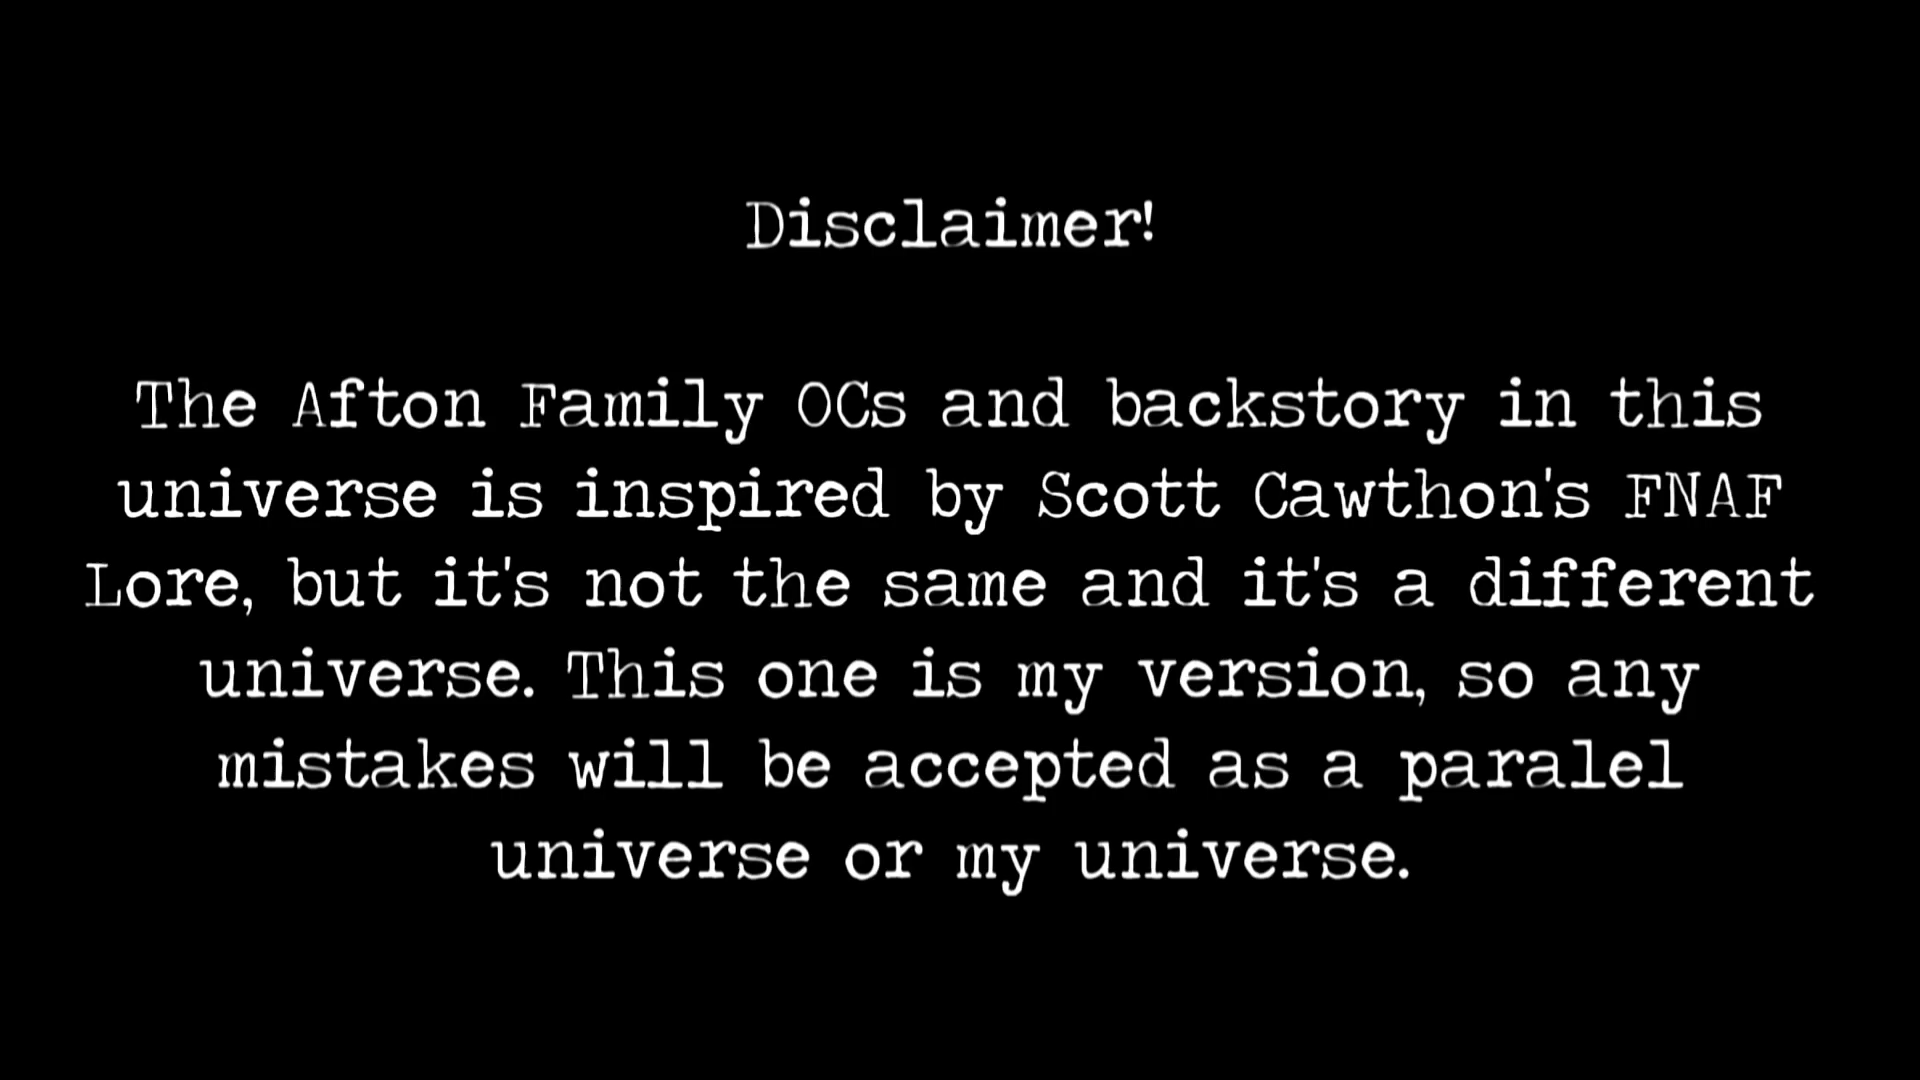 Disclaimer!
The Afton Family OCs and backstory in this
universe is inspired by Scott Cawthon's FNAF
Lore, but it's not the same and it's a different
universe. This one is my version, so any
mistakes will be accepted as a paralel
universe or my universe.